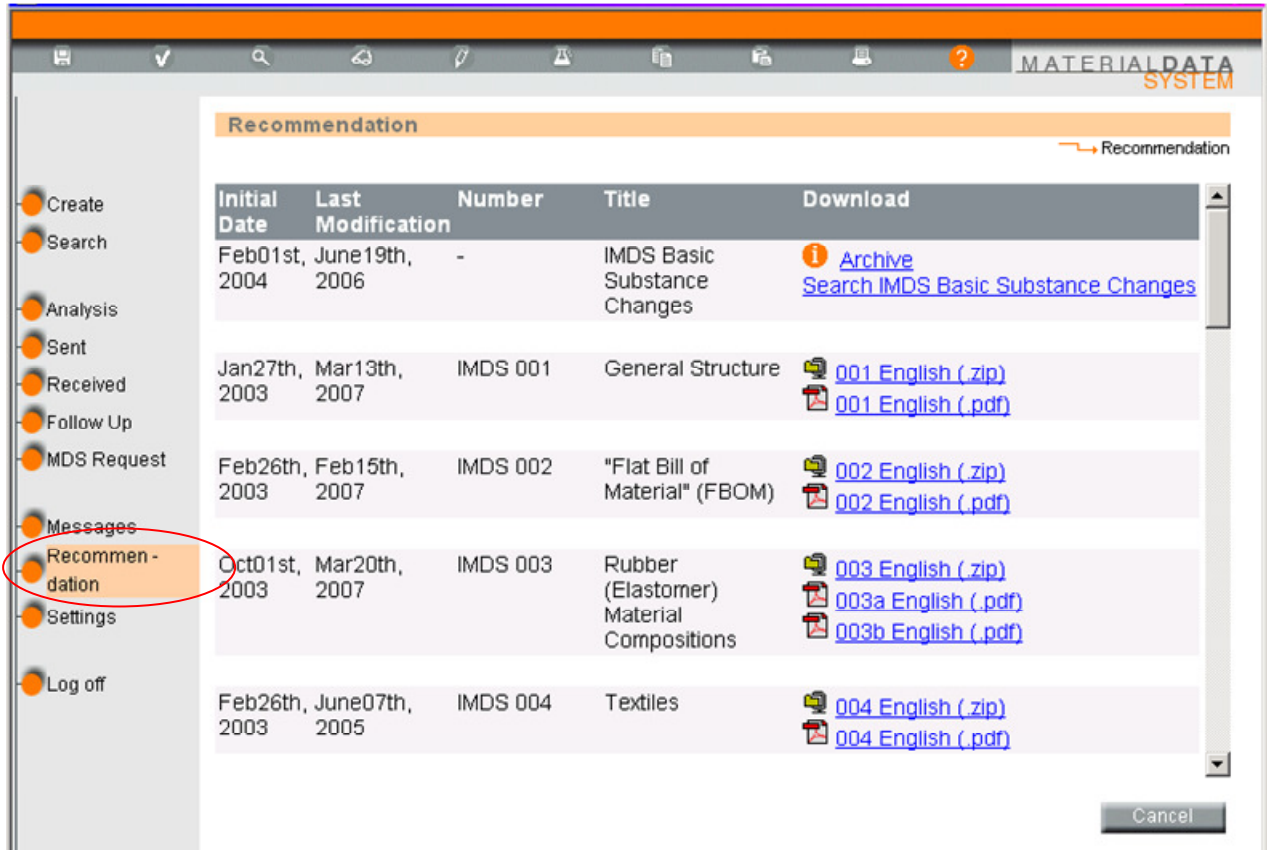 ?
MATERIALDATA
SYSTEM
Recommendation
Recommendation
Create
Search
Analysis
Sent
Received
Follow Up
MDS Request
Messages
Recommen -
dation
Settings
Log off
Initial Last Number Title Download
Date Modification
Feb01st, June19th, - IMDS Basic i Archive
2004 2006 Substance Search IMDS Basic Substance Changes
Changes
Jan27th, Mar13th, IMDS 001 General Structure 001 English (.zip)
2003 2007 001 English (.pdf)
Feb26th, Feb15th, IMDS 002 "Flat Bill of 002 English (.zip)
2003 2007 Material" (FBOM) 002 English (.pdf)
Oct01st, Mar20th, IMDS 003 Rubber 003 English (.zip)
2003 2007 (Elastomer) 003a English (.pdf)
Material 003b English (.pdf)
Compositions
Feb26th, June07th, IMDS 004 Textiles 004 English (.zip)
2003 2005 004 English (.pdf)
Cancel